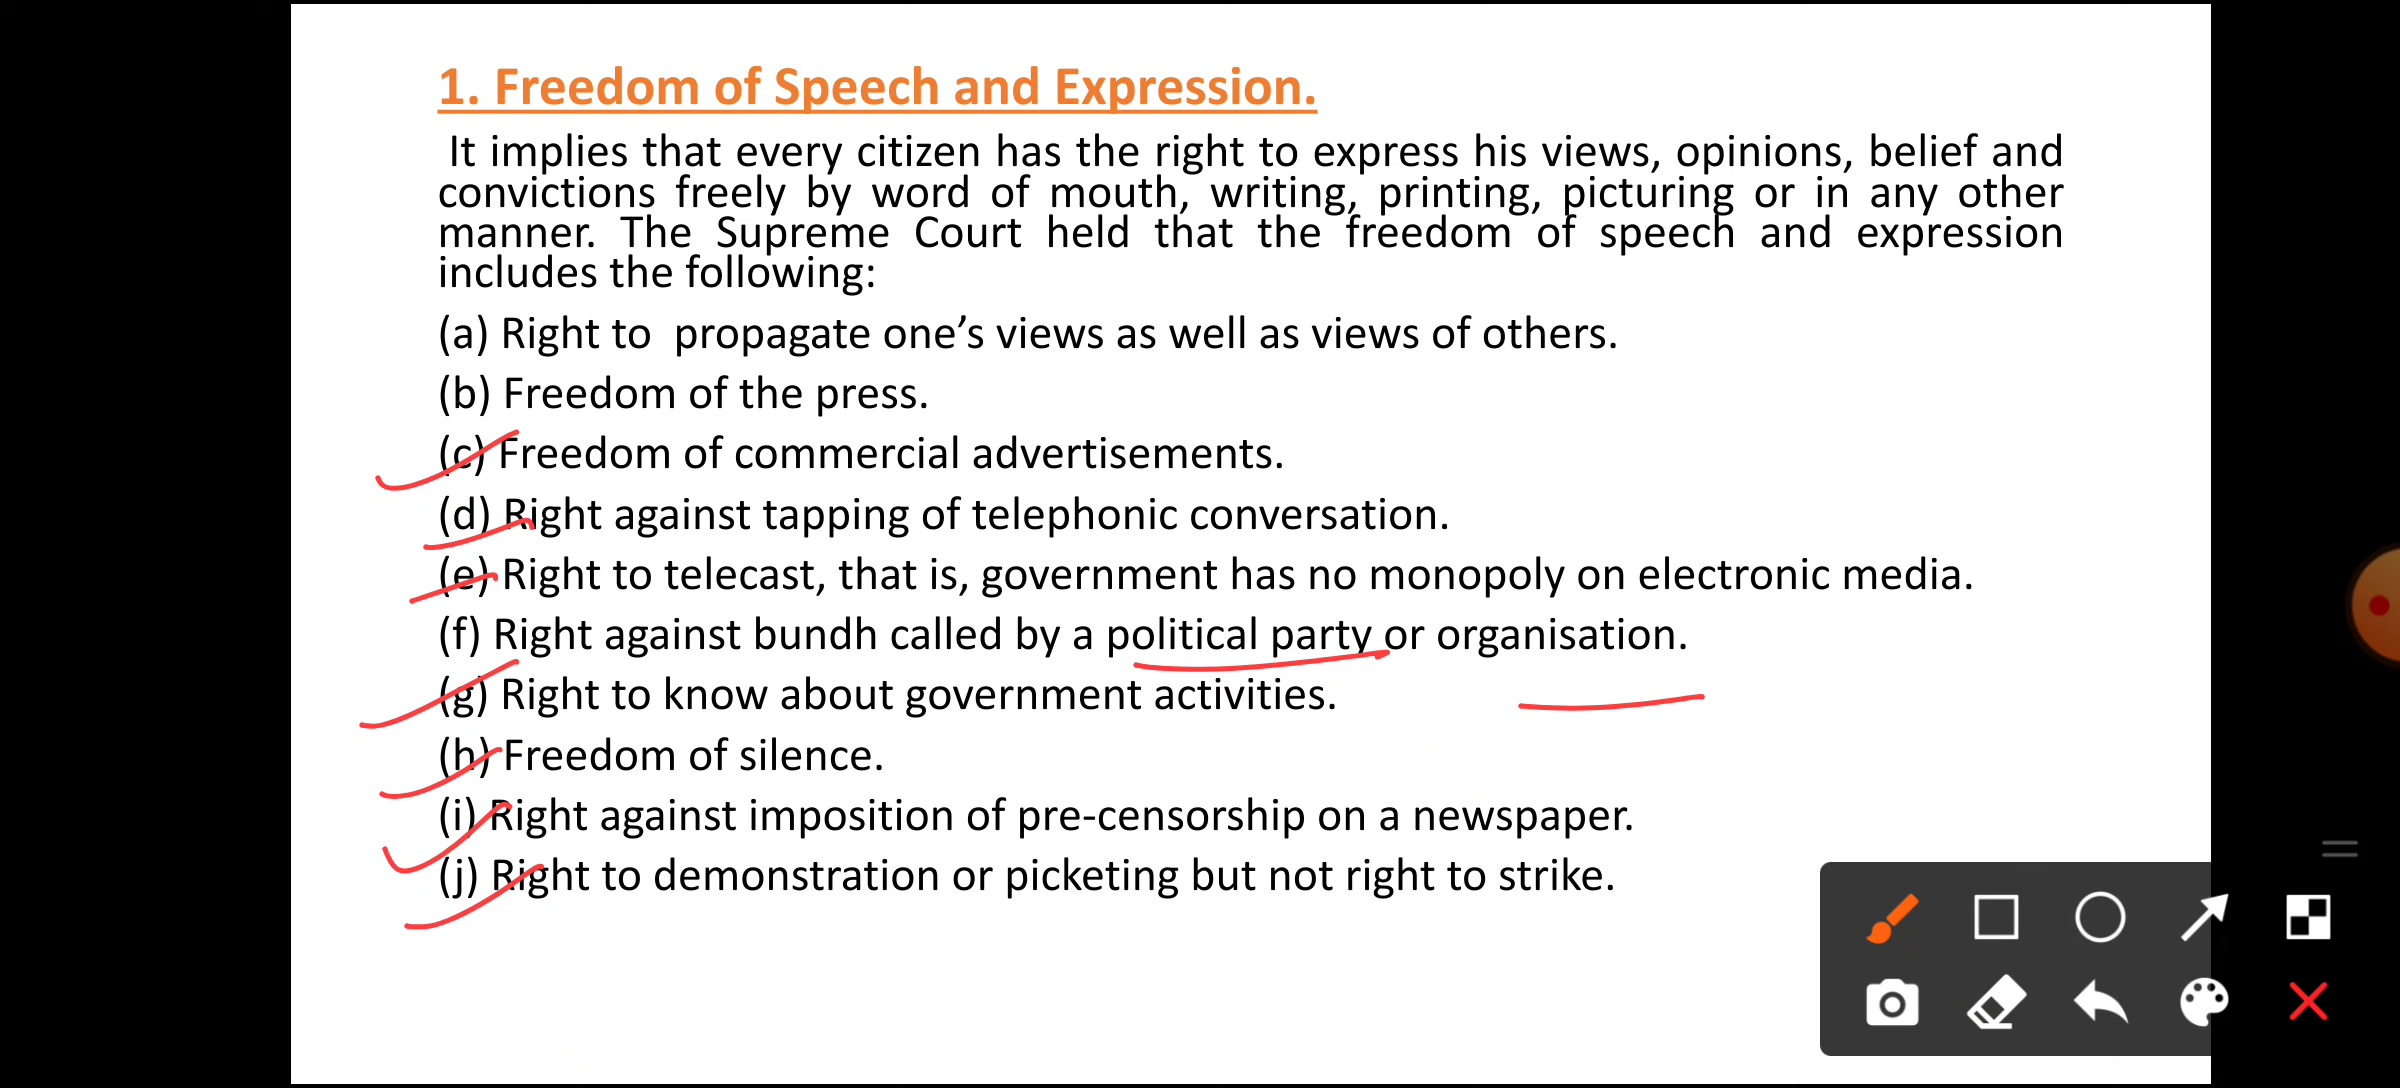 1. Freedom of Speech and Expression.
It implies that every citizen has the right to express his views, opinions, belief and
convictions freely by word of mouth, writing, printing, picturing or in any other
manner. The Supreme Court held that the freedom of speech and expression
includes the following:
(a) Right to propagate one’s views as well as views of others.
(b) Freedom of the press.
(c) Freedom of commercial advertisements.
(d) Right against tapping of telephonic conversation.
(e) Right to telecast, that is, government has no monopoly on electronic media.
(f) Right against bundh called by a political party or organisation.
(g) Right to know about government activities.
(h) Freedom of silence.
(i) Right against imposition of pre-censorship on a newspaper.
(j) Right to demonstration or picketing but not right to strike.